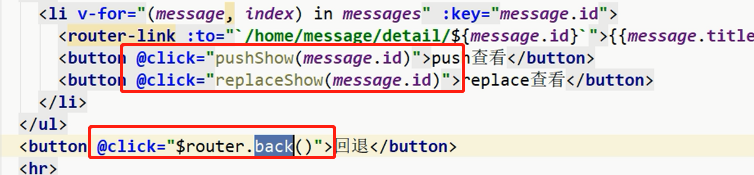 <li v-for="(message, index) in messages" :key="message.id">
<router-link :to="`/home/message/detail/${message.id}`">{{message.title
<button @click="pushShow(message.id)">push查看</button>
<button @click="replaceShow(message.id)">replace查看</button>
</li>
</ul>
<button @click="$router.back()">回退</button>
<hr>